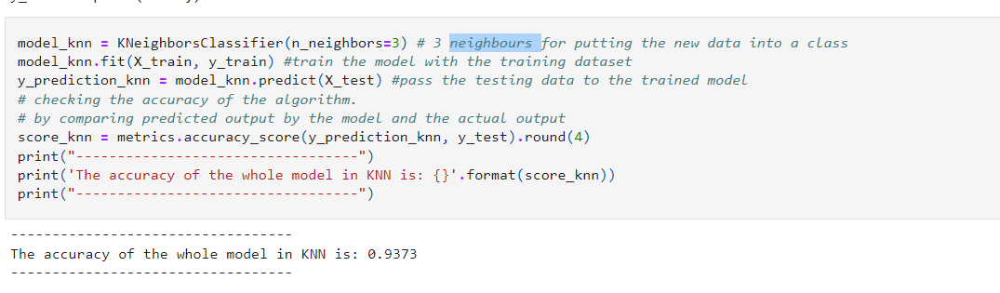 model_knn = KNeighborsClassifier(n_neighbors=3) # 3 neighbours for putting the new data into a class
model_knn.fit(X_train, y_train) #train the model with the training dataset
y_prediction_knn = model_knn.predict(X_test) #pass the testing data to the trained model
# checking the accuracy of the algorithm.
# by comparing predicted output by the model and the actual output
score_knn = metrics.accuracy_score(y_prediction_knn, y_test).round(4)
print("----------------------------------")
print('The accuracy of the whole model in KNN is: {}'.format(score_knn))
print("----------------------------------")
----------------------------------
The accuracy of the whole model in KNN is: 0.9373
----------------------------------